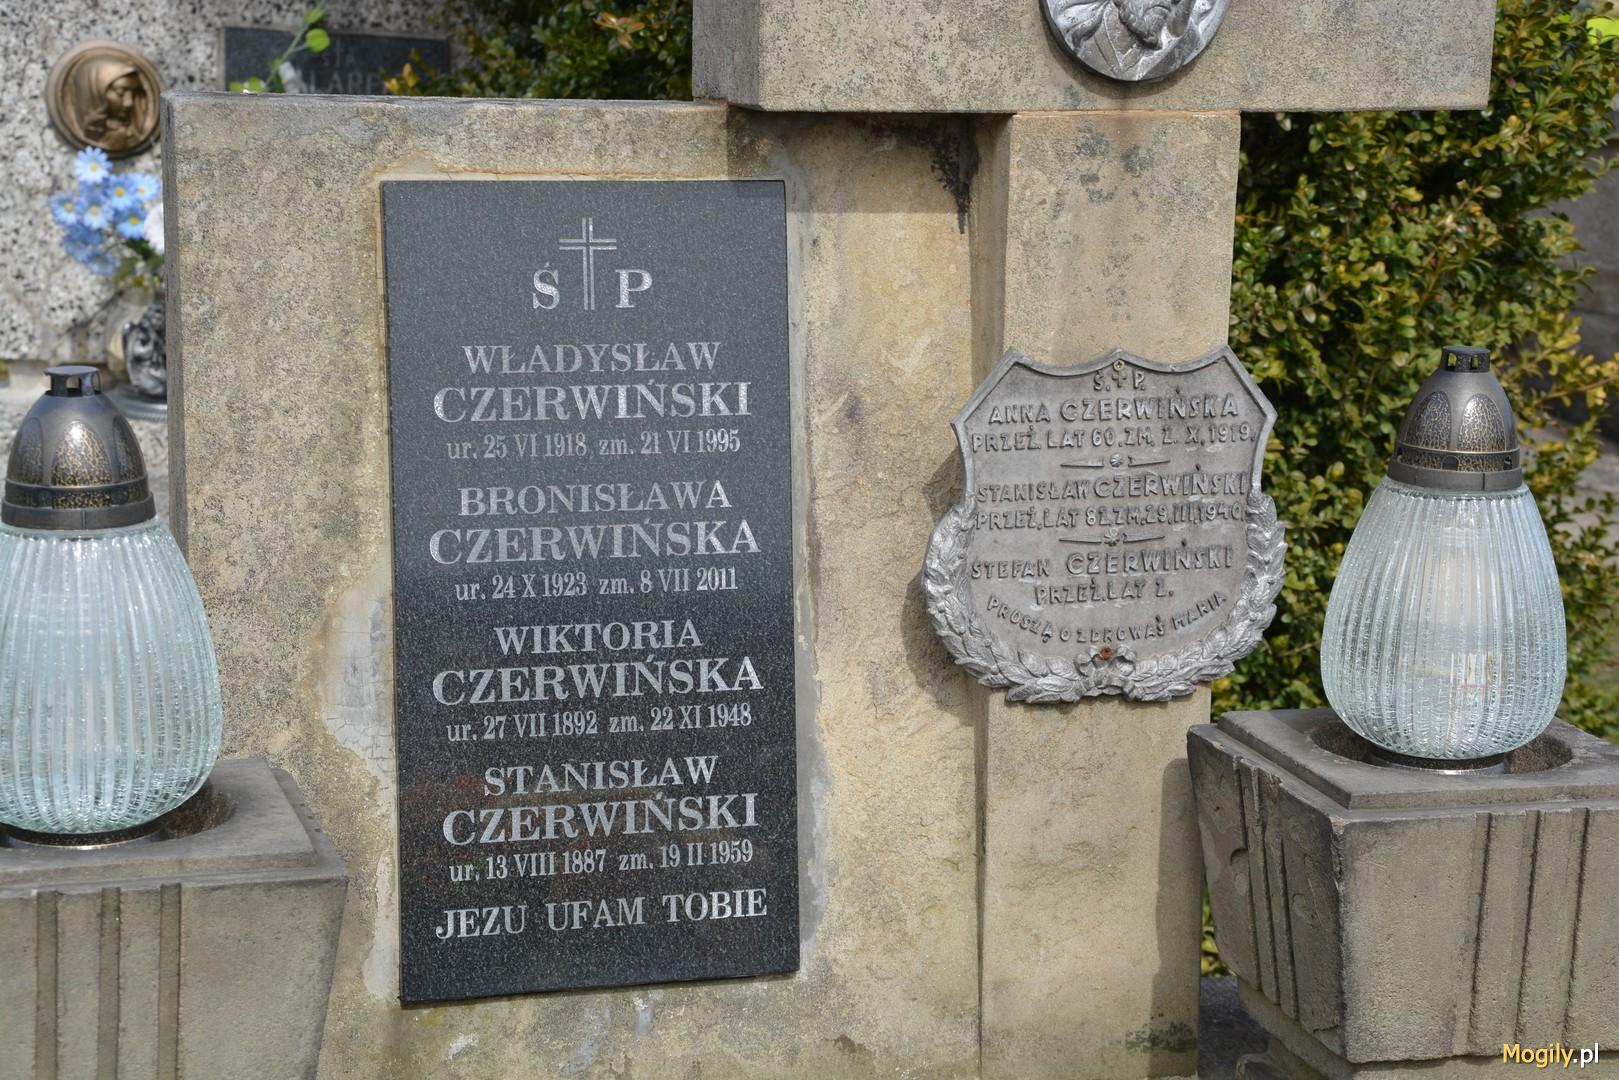 Ś P
WŁADYSŁAW
CZERWIŃSKI
ur. 25 VI 1918 zm. 21 VI 1995
BRONISŁAWA
CZERWIŃSKA
ur. 24 X 1923 zm. 8 VII 2011
WIKTORIA
CZERWIŃSKA
ur. 27 VII 1892 zm. 22 XI 1948
STANISŁAW
CZERWIŃSKI
ur. 13 VIII 1887 zm. 19 II 1959
JEZU UFAM TOBIE
Ś.P.
ANNA CZERWIŃSKA
PRZEŻ.LAT 60.ZM. 2. X. 1919.
STANISŁAW CZERWIŃSKI
PRZEŻ.LAT 82.ZM.29.III.1940.
STEFAN CZERWIŃSKI
PRZEŻ.LAT 2.
PROSZĄ O ZDROWAŚ MARIA
Mogily.pl